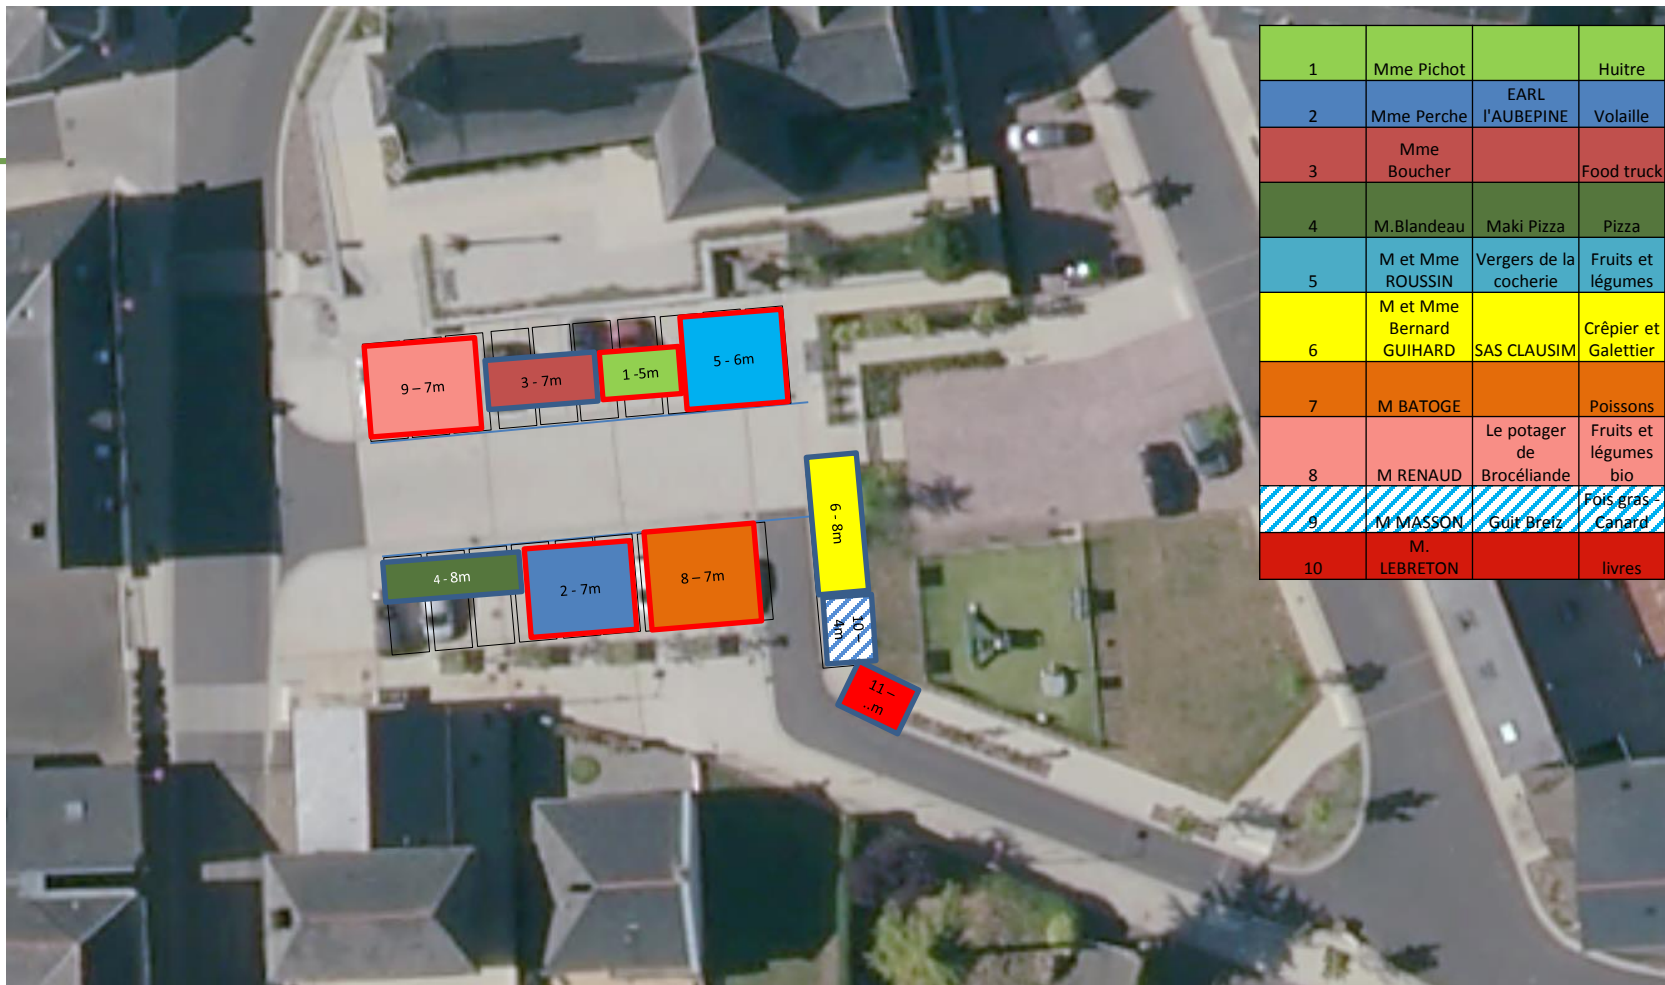 1 Mme Pichot Huitre
EARL
2 Mme Perche l'AUBEPINE Volaille
Mme
3 Boucher Food truck
4 M.Blandeau Maki Pizza Pizza
M et Mme Vergers de la Fruits et
5 ROUSSIN cocherie légumes
M et Mme
Bernard Crêpier et
6 GUIHARD SAS CLAUSIM Galettier
7 M BATOGE Poissons
Le potager Fruits et
de légumes
8 M RENAUD Brocéliande bio
Fois gras -
9 M MASSON Guit Breiz Canard
M.
10 LEBRETON livres
9 – 7m
3 - 7m
1 -5m
5 - 6m
6 - 8m
4 - 8m
2 - 7m
8 – 7m
10 –
4m
11 –
..m